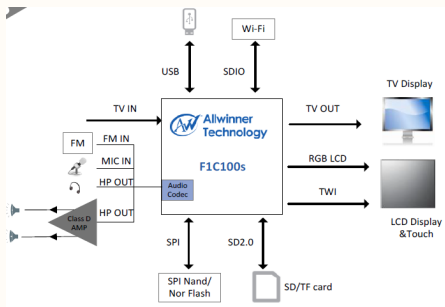 Wi-Fi
USB
SDIO
TV Display
TV IN
Allwinner
Technology
TV OUT
FM
FM IN
F1C100s
MIC IN
RGB LCD
HP OUT
Audio
Codec
TWI
Class D
AMP
HP OUT
LCD Display
&Touch
SPI
SD2.0
SPI Nand/
Nor Flash
SD/TF card